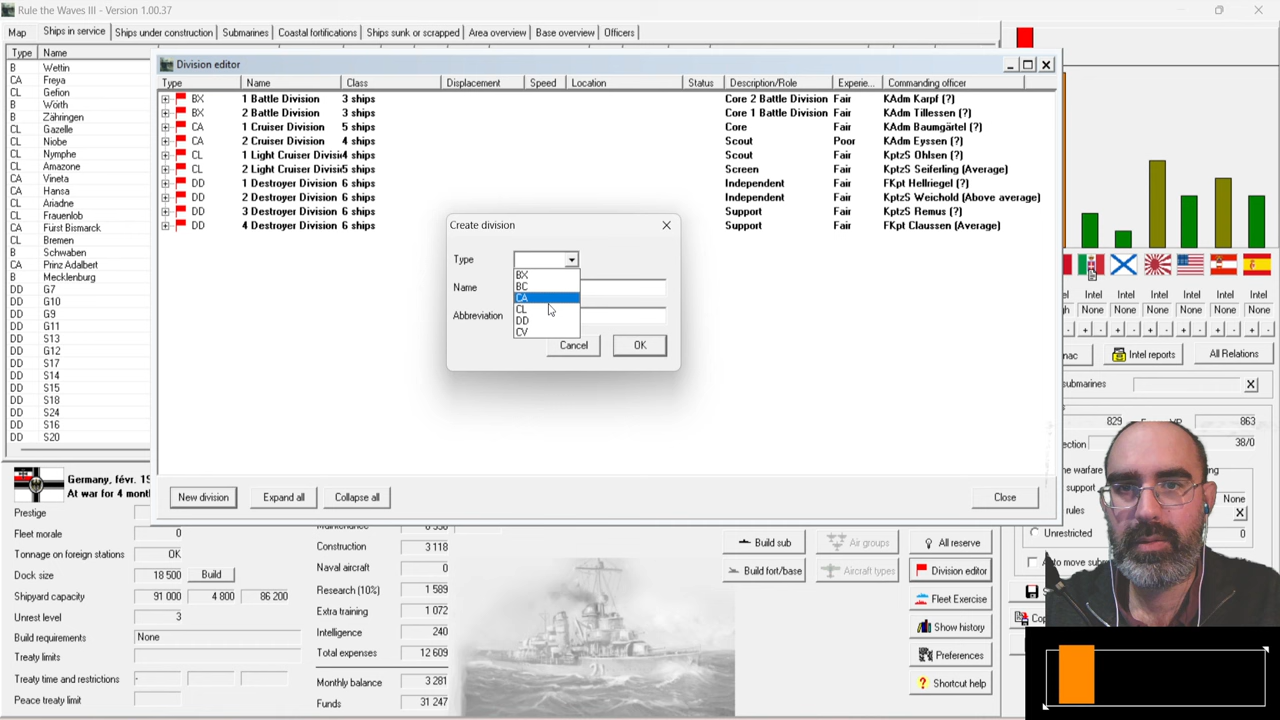 Rule the Waves III - Version 1.00.37
Map Ships in service Ships under construction Submarines Coastal fortifications Ships sunk or scrapped Area overview Base overview Officers
Type Name
B Wettin
CA Freya
CL Gefion
B Wörth
B Zähringen
CL Gazelle
CL Niobe
CL Nymphe
CL Amazone
CA Vineta
CA Hansa
CL Ariadne
CL Frauenlob
CA Fürst Bismarck
CL Bremen
B Schwaben
CA Prinz Adalbert
B Mecklenburg
DD G7
DD G10
DD G9
DD G11
DD S13
DD G12
DD S17
DD S14
DD S15
DD S18
DD S24
DD S16
DD S20
Division editor
Type Name Class Displacement Speed Location Status Description/Role Experie... Commanding officer
BX 1 Battle Division 3 ships Core 2 Battle Division Fair KAdm Karpf (?)
BX 2 Battle Division 3 ships Core 1 Battle Division Fair KAdm Tillessen (?)
CA 1 Cruiser Division 5 ships Core Fair KAdm Baumgärtel (?)
CA 2 Cruiser Division 4 ships Scout Poor KAdm Eyssen (?)
CL 1 Light Cruiser Divisi 4 ships Scout Fair KptzS Ohlsen (?)
CL 2 Light Cruiser Divisi 5 ships Screen Fair KptzS Seiferling (Average)
DD 1 Destroyer Division 6 ships Independent Fair FKpt Hellriegel (?)
DD 2 Destroyer Division 6 ships Independent Fair KptzS Weichold (Above average)
DD 3 Destroyer Division 6 ships Support Fair KptzS Remus (?)
DD 4 Destroyer Division 6 ships Support Fair FKpt Claussen (Average)
Create division
Type
BX
BC
CA
CL
DD
CV
Name
Abbreviation
Cancel OK
New division Expand all Collapse all Close
Intel Intel Intel Intel Intel Intel
None None None None None None
- + - + - + - + - + - +
nac Intel reports All Relations
submarines X
829 863
ection 38/0
ne warfare
support None
rules X
Unrestricted 0
Auto move subm
Germany, févr. 19
At war for 4 mont
Prestige
Fleet morale 0
Tonnage on foreign stations OK
Dock size 18 500 Build
Shipyard capacity 91 000 4 800 86 200
Unrest level 3
Build requirements None
Treaty limits
Treaty time and restrictions -
Peace treaty limit
Maintenance
Construction 3 118
Naval aircraft 0
Research (10%) 1 589
Extra training 1 072
Intelligence 240
Total expenses 12 609
Monthly balance 3 281
Funds 31 247
Build sub Air groups All reserve
Build fort/base Aircraft types Division editor
Fleet Exercise
Show history
Preferences
Shortcut help